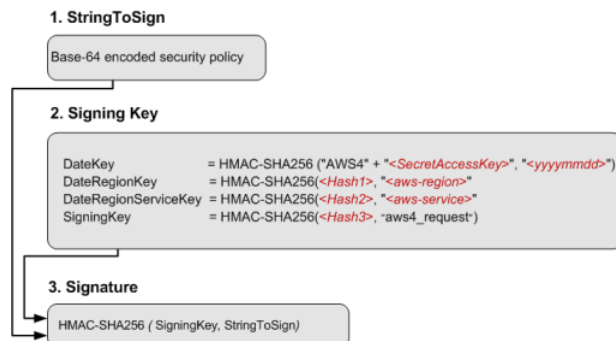 1. StringToSign
Base-64 encoded security policy
2. Signing Key
DateKey = HMAC-SHA256 ("AWS4" + "<SecretAccessKey>", "<yyyymmdd>")
DateRegionKey = HMAC-SHA256(<Hash1>, "<aws-region>"
DateRegionServiceKey = HMAC-SHA256(<Hash2>, "<aws-service>"
SigningKey = HMAC-SHA256(<Hash3>, "aws4_request")
3. Signature
HMAC-SHA256 ( SigningKey, StringToSign)